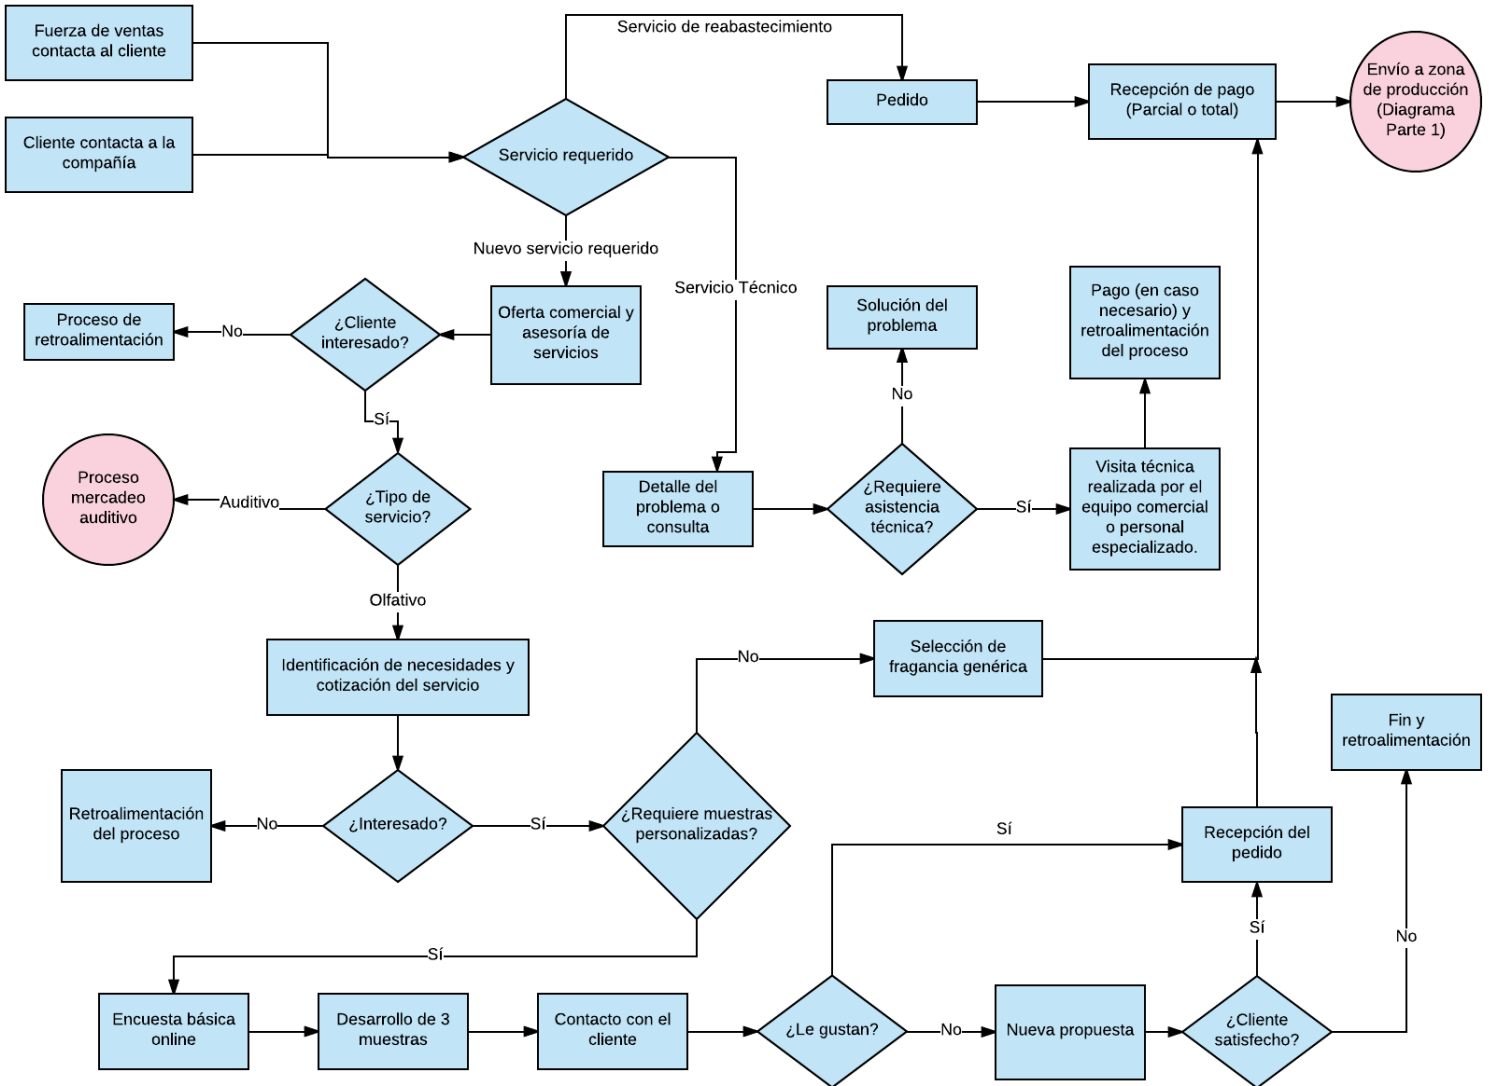 Fuerza de ventas
contacta al cliente
Cliente contacta a la
compañía
Servicio requerido
Servicio de reabastecimiento
Pedido
Recepción de pago
(Parcial o total)
Envío a zona
de producción
(Diagrama
Parte 1)
Nuevo servicio requerido
Servicio Técnico
Oferta comercial y
asesoría de
servicios
¿Cliente
interesado?
No
Proceso de
retroalimentación
Sí
¿Tipo de
servicio?
Auditivo
Proceso
mercadeo
auditivo
Olfativo
Detalle del
problema o
consulta
¿Requiere
asistencia
técnica?
No
Solución del
problema
Sí
Visita técnica
realizada por el
equipo comercial
o personal
especializado.
Pago (en caso
necesario) y
retroalimentación
del proceso
Identificación de necesidades y
cotización del servicio
¿Interesado?
No
Retroalimentación
del proceso
Sí
¿Requiere muestras
personalizadas?
No
Selección de
fragancia genérica
Sí
Encuesta básica
online
Desarrollo de 3
muestras
Contacto con el
cliente
¿Le gustan?
Sí
Recepción del
pedido
No
Nueva propuesta
¿Cliente
satisfecho?
Sí
No
Fin y
retroalimentación